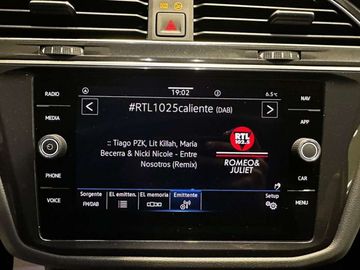 19:02
6.5°C
RADIO
MEDIA
PHONE
VOICE
NAV
APP
CAR
MENU
#RTL1025caliente (DAB)
:: Tiago PZK, Lit Killah, Maria
Becerra & Nicki Nicole - Entre
Nosotros (Remix)
RTL
102.5
ROMEO&
JULIET
Sorgente
FM/DAB
El. emitten.
El. memoria
Emittente
Setup